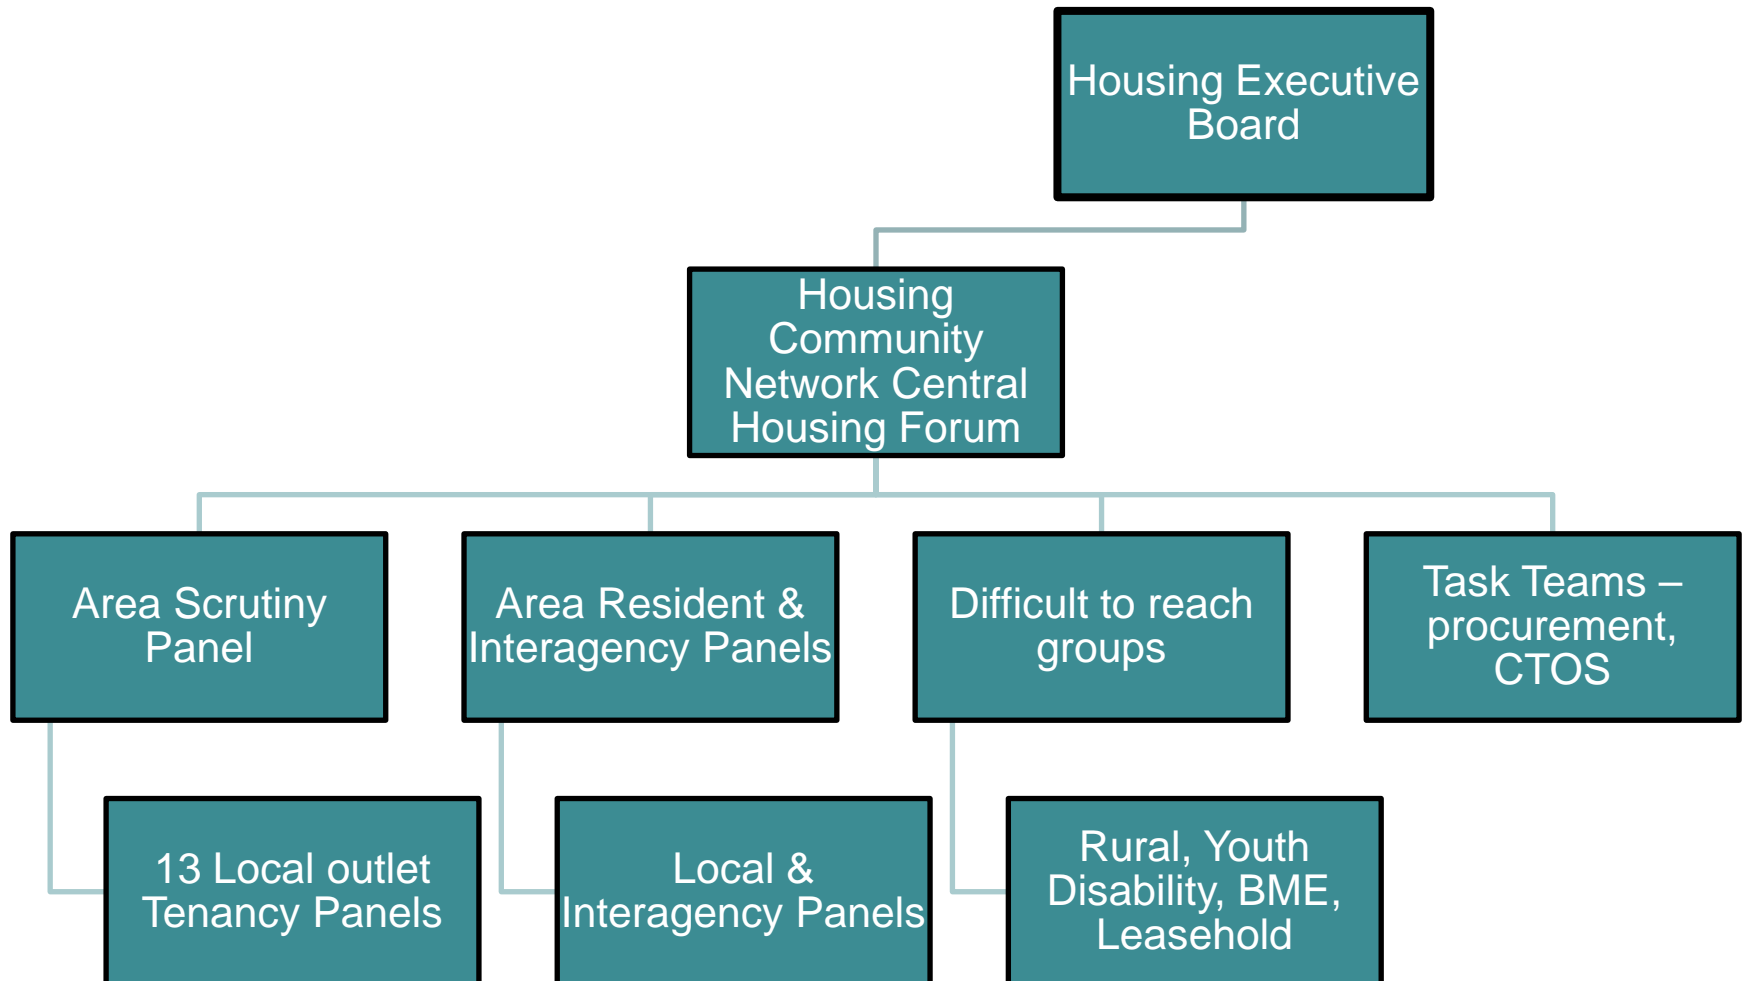 Housing Executive
Board
Housing
Community
Network Central
Housing Forum
Area Scrutiny
Panel
Area Resident &
Interagency Panels
Difficult to reach
groups
Task Teams –
procurement,
CTOS
13 Local outlet
Tenancy Panels
Local &
Interagency Panels
Rural, Youth
Disability, BME,
Leasehold